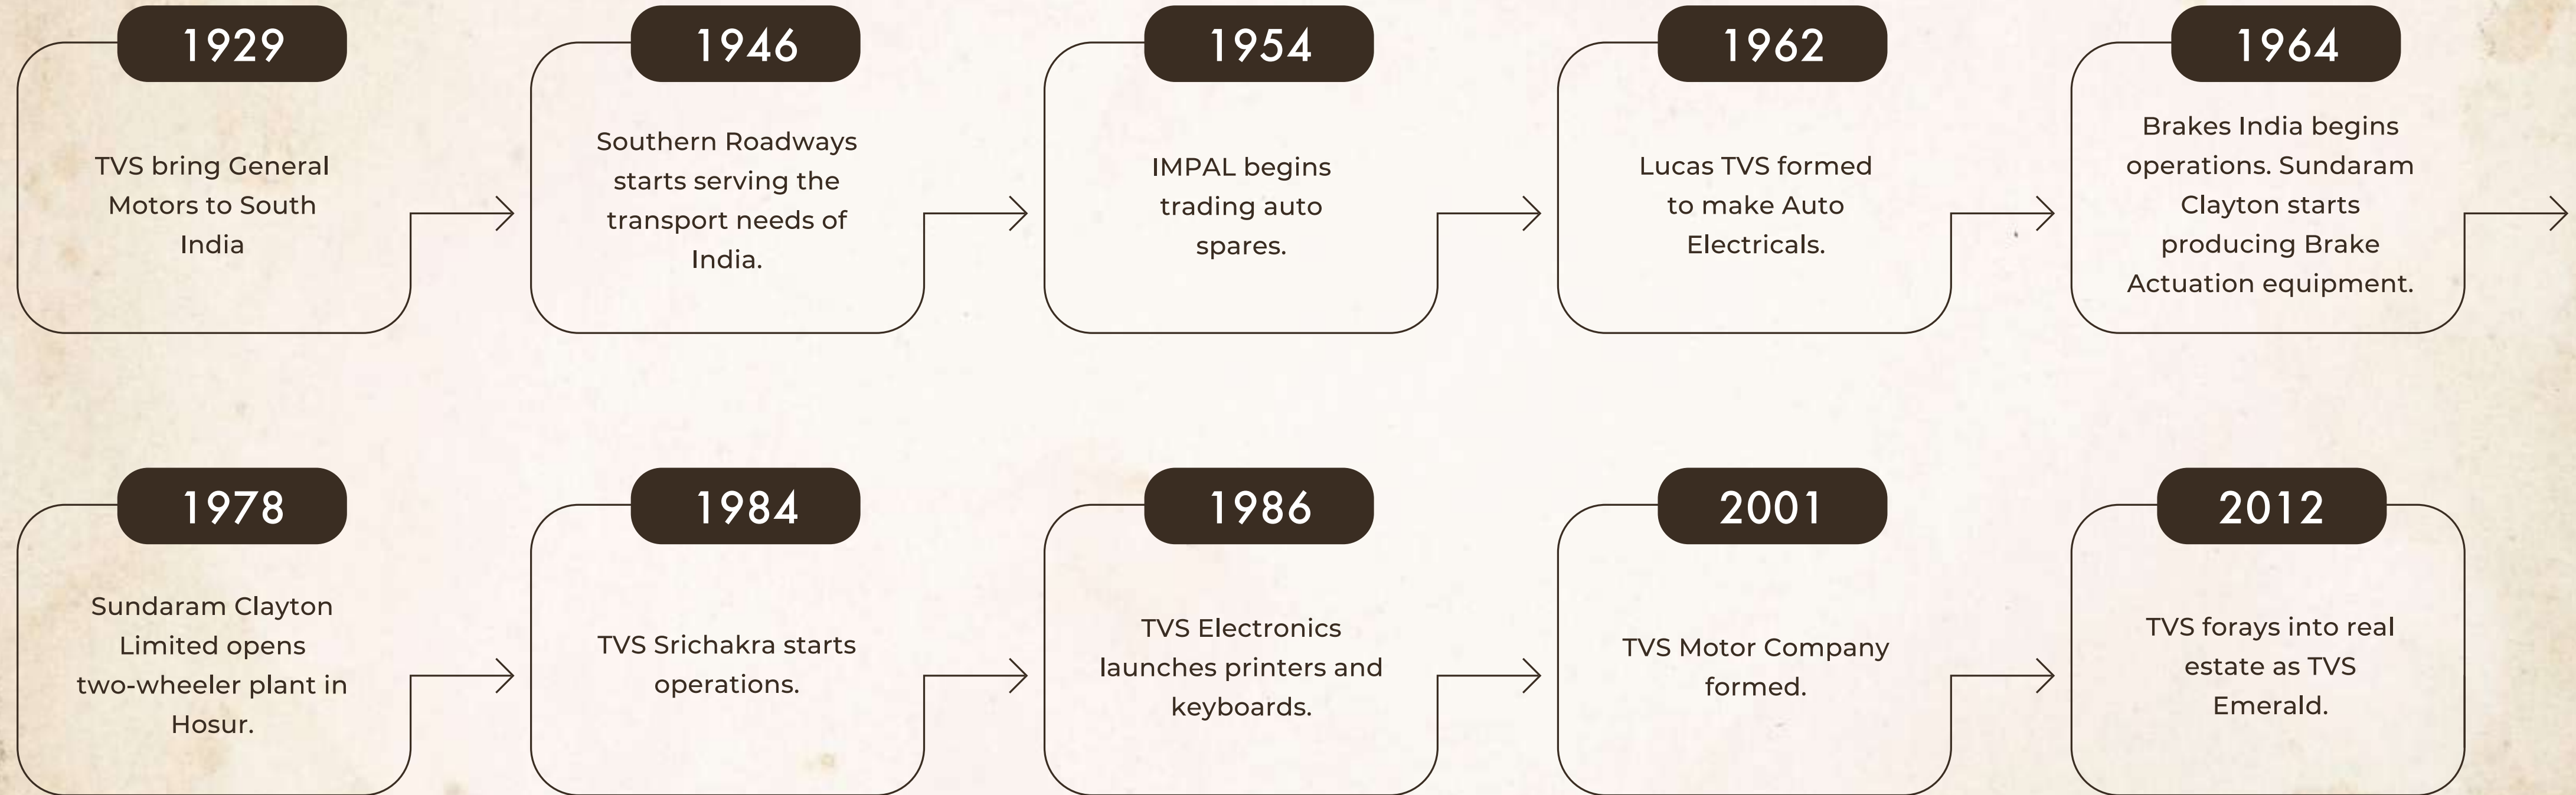 1929
TVS bring General
Motors to South
India
1946
Southern Roadways
starts serving the
transport needs of
India.
1954
IMPAL begins
trading auto
spares.
1962
Lucas TVS formed
to make Auto
Electricals.
1964
Brakes India begins
operations. Sundaram
Clayton starts
producing Brake
Actuation equipment.
1978
Sundaram Clayton
Limited opens
two-wheeler plant in
Hosur.
1984
TVS Srichakra starts
operations.
1986
TVS Electronics
launches printers and
keyboards.
2001
TVS Motor Company
formed.
2012
TVS forays into real
estate as TVS
Emerald.